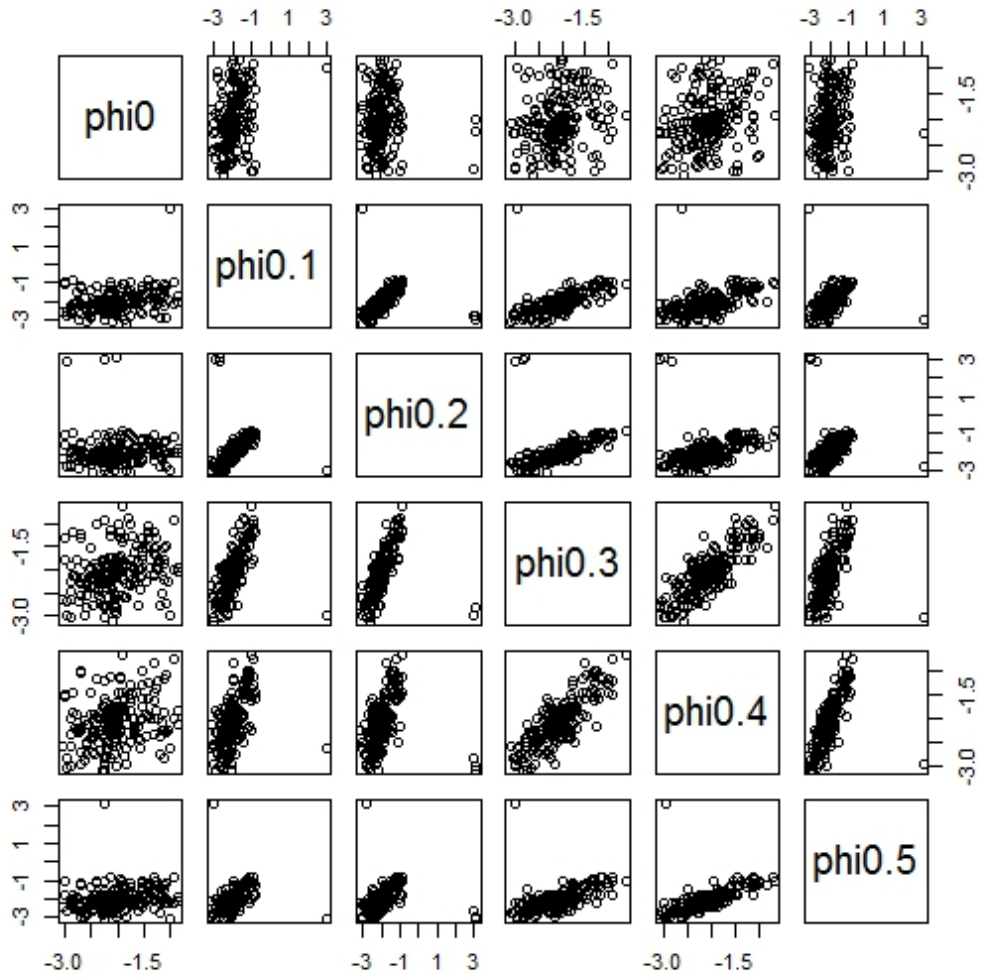 -3 -1 1 3 -3.0 -1.5 -3 -1 1 3
phi0 -3.0 -1.5
-3 -1 1 3 phi0.1
phi0.2 -3 -1 1 3
-3.0 -1.5 phi0.3
phi0.4 -3.0 -1.5
-3 -1 1 3 phi0.5
-3.0 -1.5 -3 -1 1 3 -3.0 -1.5